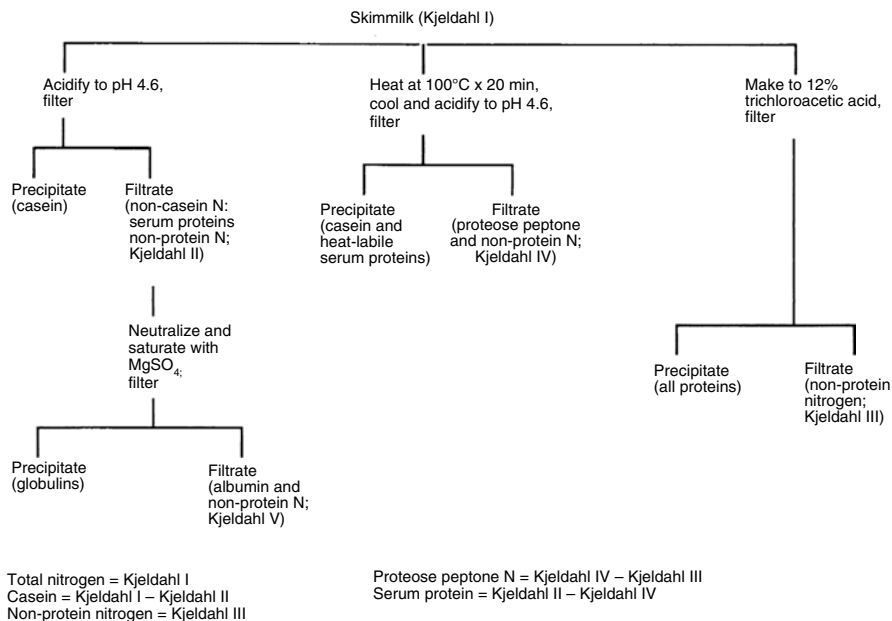 Skimmilk (Kjeldahl I)
Acidify to pH 4.6,
filter
Heat at 100°C x 20 min,
cool and acidify to pH 4.6,
filter
Make to 12%
trichloroacetic acid,
filter
Precipitate
(casein)
Filtrate
(non-casein N:
serum proteins
non-protein N;
Kjeldahl II)
Precipitate
(casein and
heat-labile
serum proteins)
Filtrate
(proteose peptone
and non-protein N;
Kjeldahl IV)
Neutralize and
saturate with
MgSO4;
filter
Precipitate
(all proteins)
Filtrate
(non-protein
nitrogen;
Kjeldahl III)
Precipitate
(globulins)
Filtrate
(albumin and
non-protein N;
Kjeldahl V)
Total nitrogen = Kjeldahl I
Casein = Kjeldahl I – Kjeldahl II
Non-protein nitrogen = Kjeldahl III
Proteose peptone N = Kjeldahl IV – Kjeldahl III
Serum protein = Kjeldahl II – Kjeldahl IV